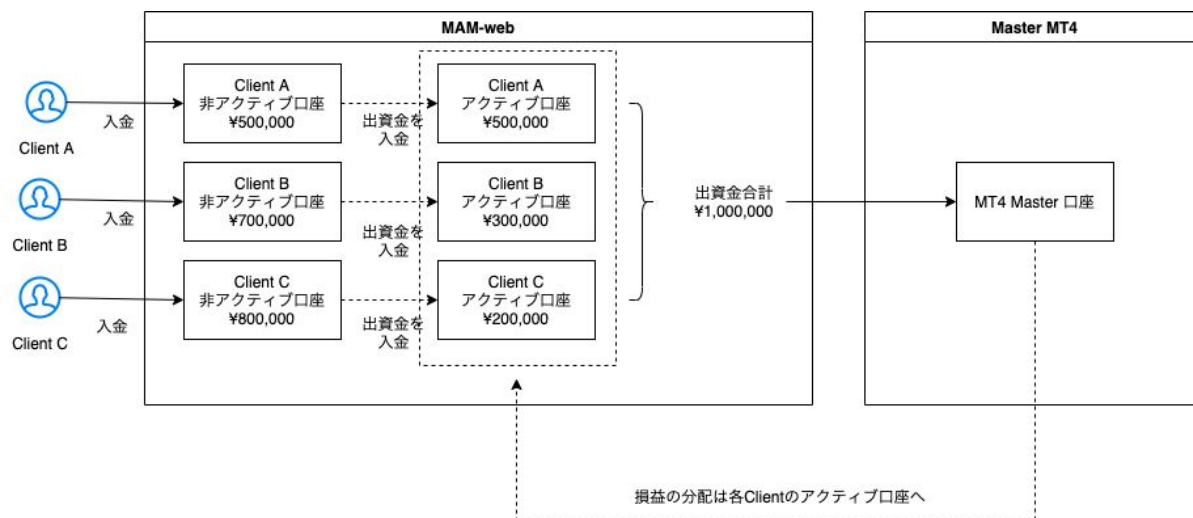 MAM-web
Master MT4
Client A
入金
Client A
非アクティブ口座
¥500,000
出資金を
入金
Client A
アクティブ口座
¥500,000
Client B
入金
Client B
非アクティブ口座
¥700,000
出資金を
入金
Client B
アクティブ口座
¥300,000
Client C
入金
Client C
非アクティブ口座
¥800,000
出資金を
入金
Client C
アクティブ口座
¥200,000
出資金合計
¥1,000,000
MT4 Master 口座
損益の分配は各Clientのアクティブ口座へ